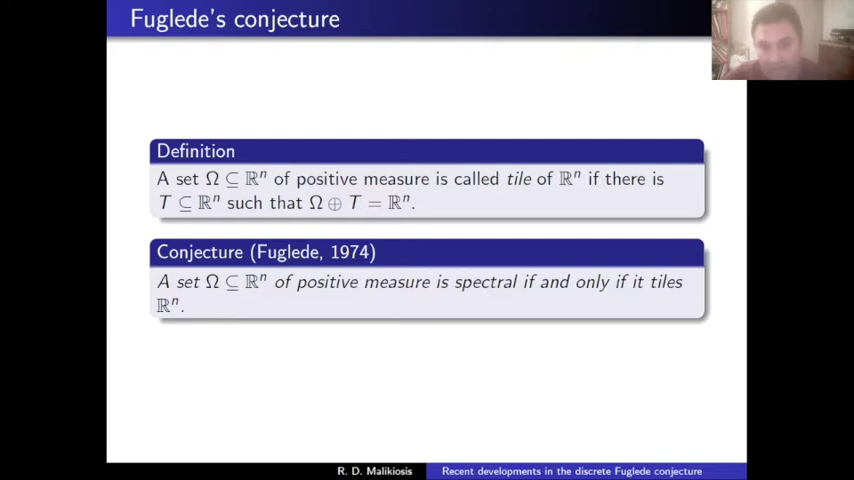 Fuglede's conjecture
Definition
A set Ω ⊆ ℝⁿ of positive measure is called tile of ℝⁿ if there is
T ⊆ ℝⁿ such that Ω ⊕ T = ℝⁿ.
Conjecture (Fuglede, 1974)
A set Ω ⊆ ℝⁿ of positive measure is spectral if and only if it tiles
ℝⁿ.
R. D. Malikiosis Recent developments in the discrete Fuglede conjecture